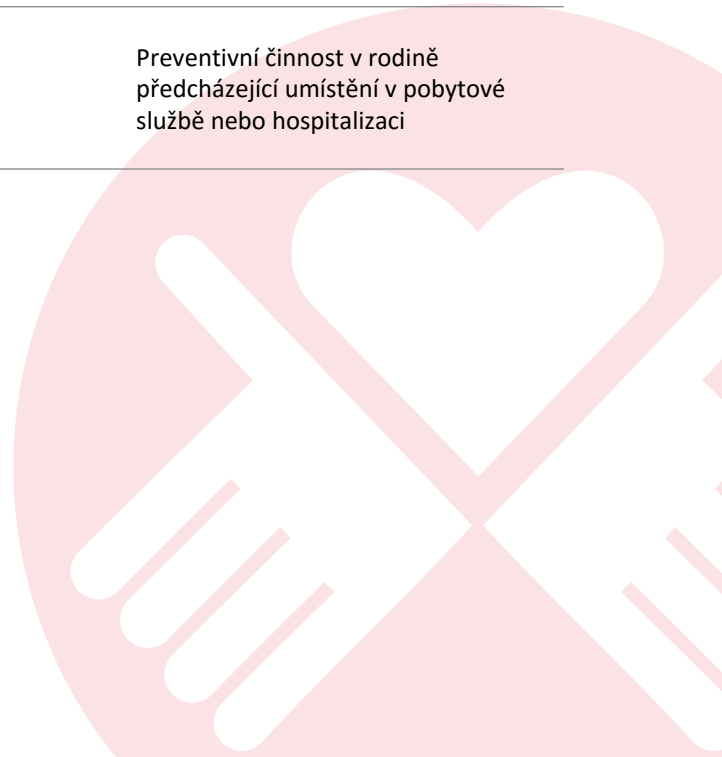 Preventivní činnost v rodině
předcházející umístění v pobytové
službě nebo hospitalizaci